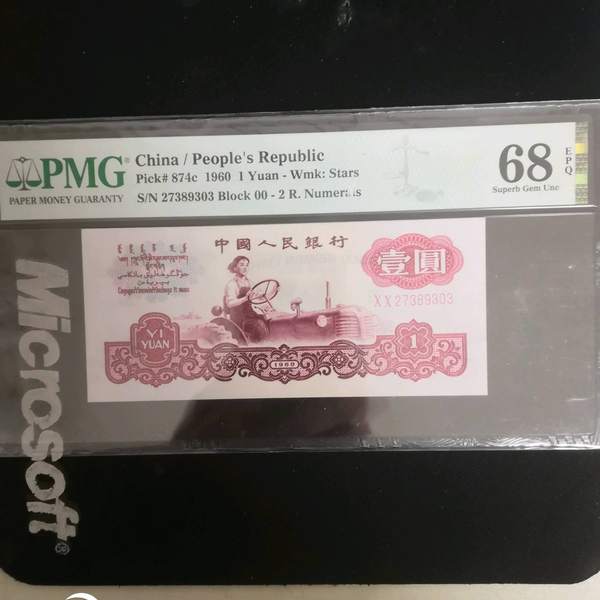 PMG
PAPER MONEY GUARANTY
China / People's Republic
Pick# 874c 1960 1 Yuan - Wmk: Stars
S/N 27389303 Block 00 - 2 R. Numerals
68
EPQ
Superb Gem Unc
中國人民銀行
壹圓
XX27389303
YI
YUAN
1960
1
Microsoft®